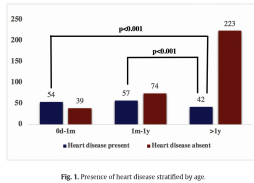 250
200
150
100
50
0
p<0.001
p<0.001
54
39
57
74
42
223
0d-1m
1m-1y
>1y
Heart disease present
Heart disease absent
Fig. 1. Presence of heart disease stratified by age.